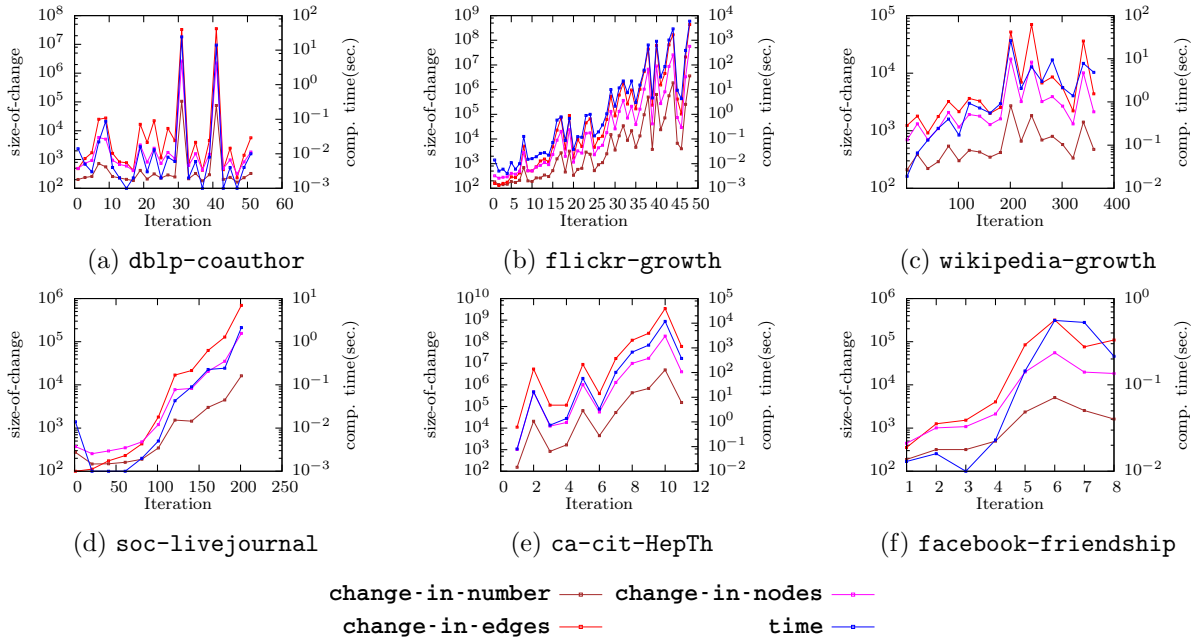 size-of-change
10^8
10^7
10^6
10^5
10^4
10^3
10^2
0 10 20 30 40 50 60
Iteration
10^2
10^1
10^0
10^-1
10^-2
10^-3
comp. time(sec.)
(a) dblp-coauthor
size-of-change
10^9
10^8
10^7
10^6
10^5
10^4
10^3
10^2
0 1 5 10 15 20 25 30 35 40 45 50
Iteration
10^4
10^3
10^2
10^1
10^0
10^-1
10^-2
10^-3
comp. time(sec.)
(b) flickr-growth
size-of-change
10^5
10^4
10^3
10^2
100 200 300 400
Iteration
10^2
10^1
10^0
10^-1
10^-2
comp. time(sec.)
(c) wikipedia-growth
size-of-change
10^6
10^5
10^4
10^3
10^2
0 50 100 150 200 250
Iteration
10^1
10^0
10^-1
10^-2
10^-3
comp. time(sec.)
(d) soc-livejournal
size-of-change
10^10
10^9
10^8
10^7
10^6
10^5
10^4
10^3
10^2
0 2 4 6 8 10 12
Iteration
10^5
10^4
10^3
10^2
10^1
10^0
10^-1
10^-2
comp. time(sec.)
(e) ca-cit-HepTh
size-of-change
10^6
10^5
10^4
10^3
10^2
1 2 3 4 5 6 7 8
Iteration
10^0
10^-1
10^-2
comp. time(sec.)
(f) facebook-friendship
change-in-number change-in-nodes
change-in-edges time